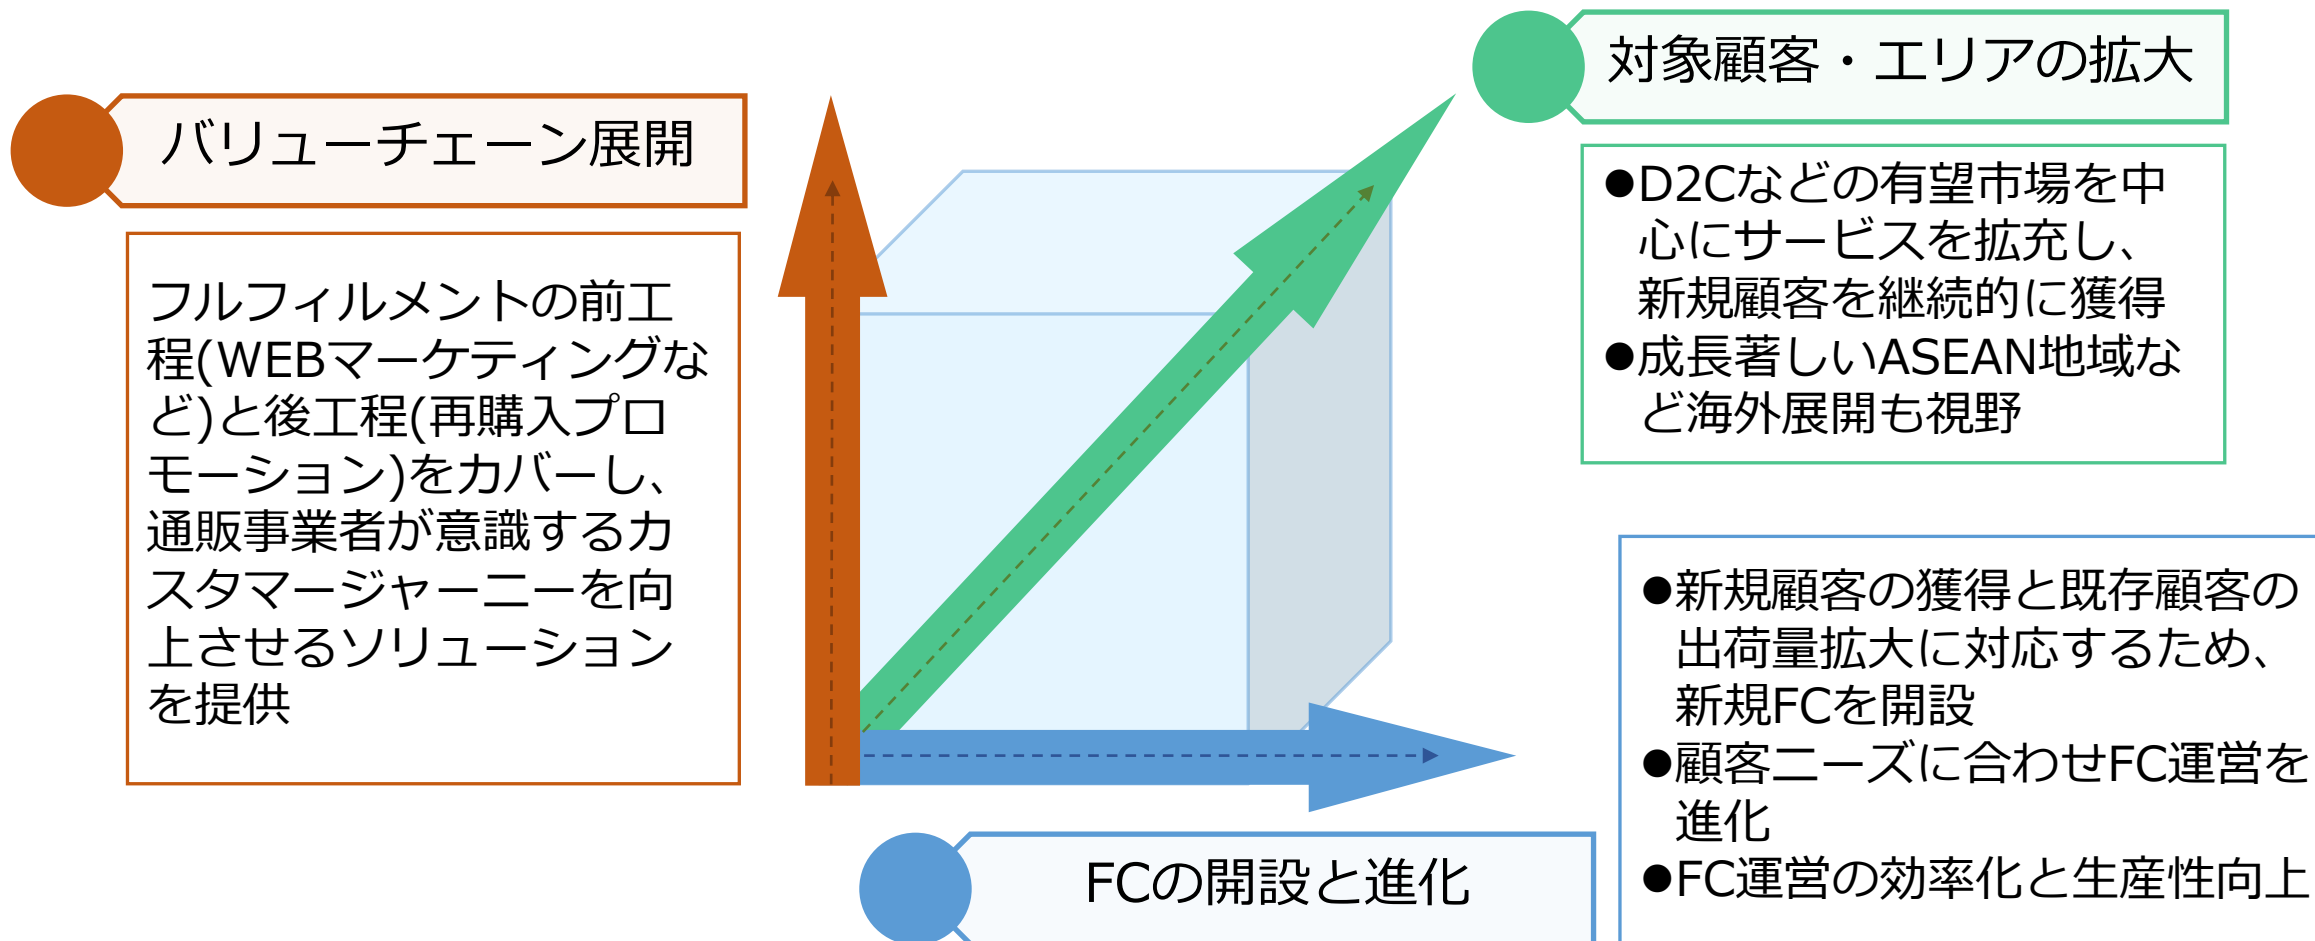 バリューチェーン展開
フルフィルメントの前工
程(WEBマーケティングな
ど)と後工程(再購入プロ
モーション)をカバーし、
通販事業者が意識するカ
スタマージャーニーを向
上させるソリューション
を提供
対象顧客・エリアの拡大
●D2Cなどの有望市場を中
心にサービスを拡充し、
新規顧客を継続的に獲得
●成長著しいASEAN地域な
ど海外展開も視野
●新規顧客の獲得と既存顧客の
出荷量拡大に対応するため、
新規FCを開設
●顧客ニーズに合わせFC運営を
進化
●FC運営の効率化と生産性向上
FCの開設と進化